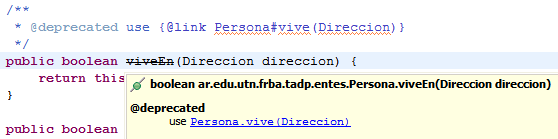 /**
* @deprecated use {@link Persona#vive(Direccion)}
*/
public boolean viveEn(Direccion direccion) {
return this
}
boolean ar.edu.utn.frba.tadp.entes.Persona.viveEn(Direccion direccion)
@deprecated
use Persona.vive(Direccion)
public boolean